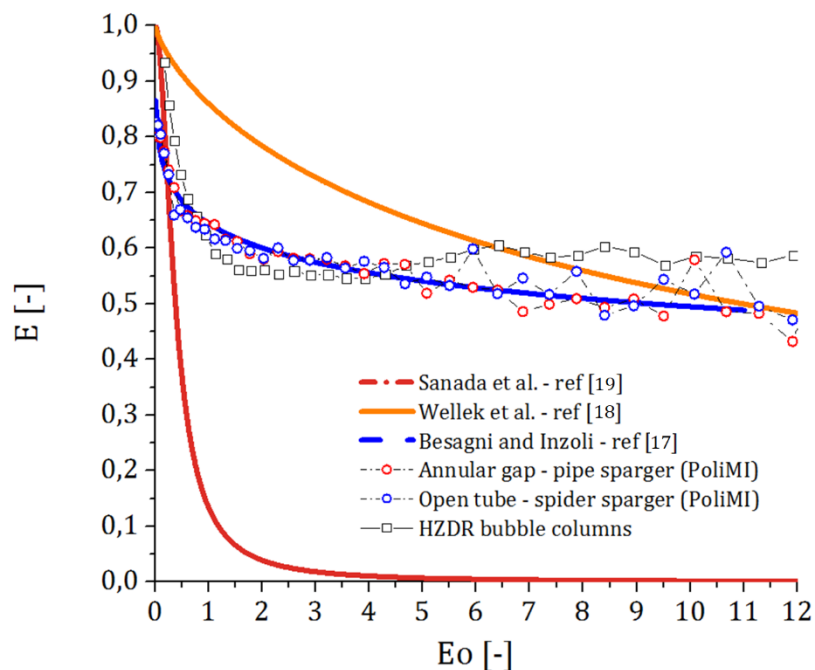 E [-]
1,0
0,9
0,8
0,7
0,6
0,5
0,4
0,3
0,2
0,1
0,0
Sanada et al. - ref [19]
Wellek et al. - ref [18]
Besagni and Inzoli - ref [17]
Annular gap - pipe sparger (PoliMI)
Open tube - spider sparger (PoliMI)
HZDR bubble columns
0 1 2 3 4 5 6 7 8 9 10 11 12
Eo [-]